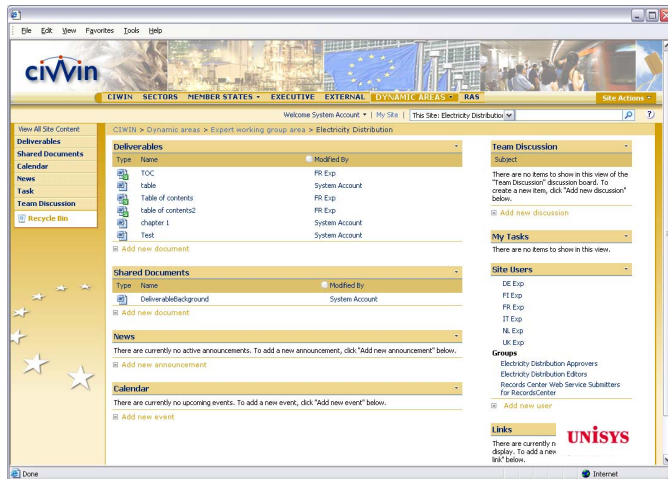 File Edit View Favorites Tools Help
civvin
CIWIN SECTORS MEMBER STATES EXECUTIVE EXTERNAL DYNAMIC AREAS RAS
Site Actions
Welcome System Account | My Site | This Site: Electricity Distributio
View All Site Content
Deliverables
Shared Documents
Calendar
News
Task
Team Discussion
Recycle Bin
CIWIN > Dynamic areas > Expert working group area > Electricity Distribution
Deliverables
Type Name Modified By
TOC FR Exp
table System Account
Table of contents FR Exp
table of contents2 FR Exp
chapter 1 System Account
Test System Account
Add new document
Shared Documents
Type Name Modified By
DeliverableBackground System Account
Add new document
News
There are currently no active announcements. To add a new announcement, click "Add new announcement" below.
Add new announcement
Calendar
There are currently no upcoming events. To add a new event, click "Add new event" below.
Add new event
Team Discussion
Subject
There are no items to show in this view of the
"Team Discussion" discussion board. To
create a new item, click "Add new discussion"
below.
Add new discussion
My Tasks
There are no items to show in this view.
Site Users
DE Exp
FI Exp
FR Exp
IT Exp
NL Exp
UK Exp
Groups
Electricity Distribution Approvers
Electricity Distribution Editors
Records Center Web Service Submitters
for RecordsCenter
Add new user
Links
There are currently n
display. To add a new
link" below.
UNISYS
Done
Internet